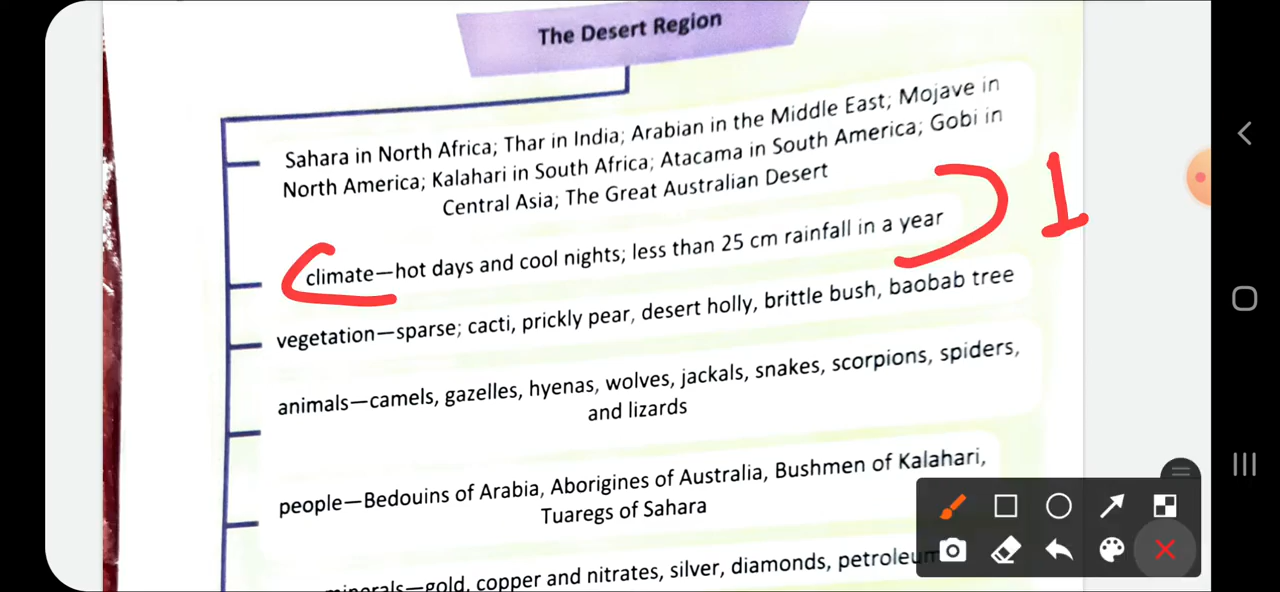 The Desert Region
Sahara in North Africa; Thar in India; Arabian in the Middle East; Mojave in
North America; Kalahari in South Africa; Atacama in South America; Gobi in
Central Asia; The Great Australian Desert
climate—hot days and cool nights; less than 25 cm rainfall in a year
1
vegetation—sparse; cacti, prickly pear, desert holly, brittle bush, baobab tree
animals—camels, gazelles, hyenas, wolves, jackals, snakes, scorpions, spiders,
and lizards
people—Bedouins of Arabia, Aborigines of Australia, Bushmen of Kalahari,
Tuaregs of Sahara
minerals—gold, copper and nitrates, silver, diamonds, petroleum